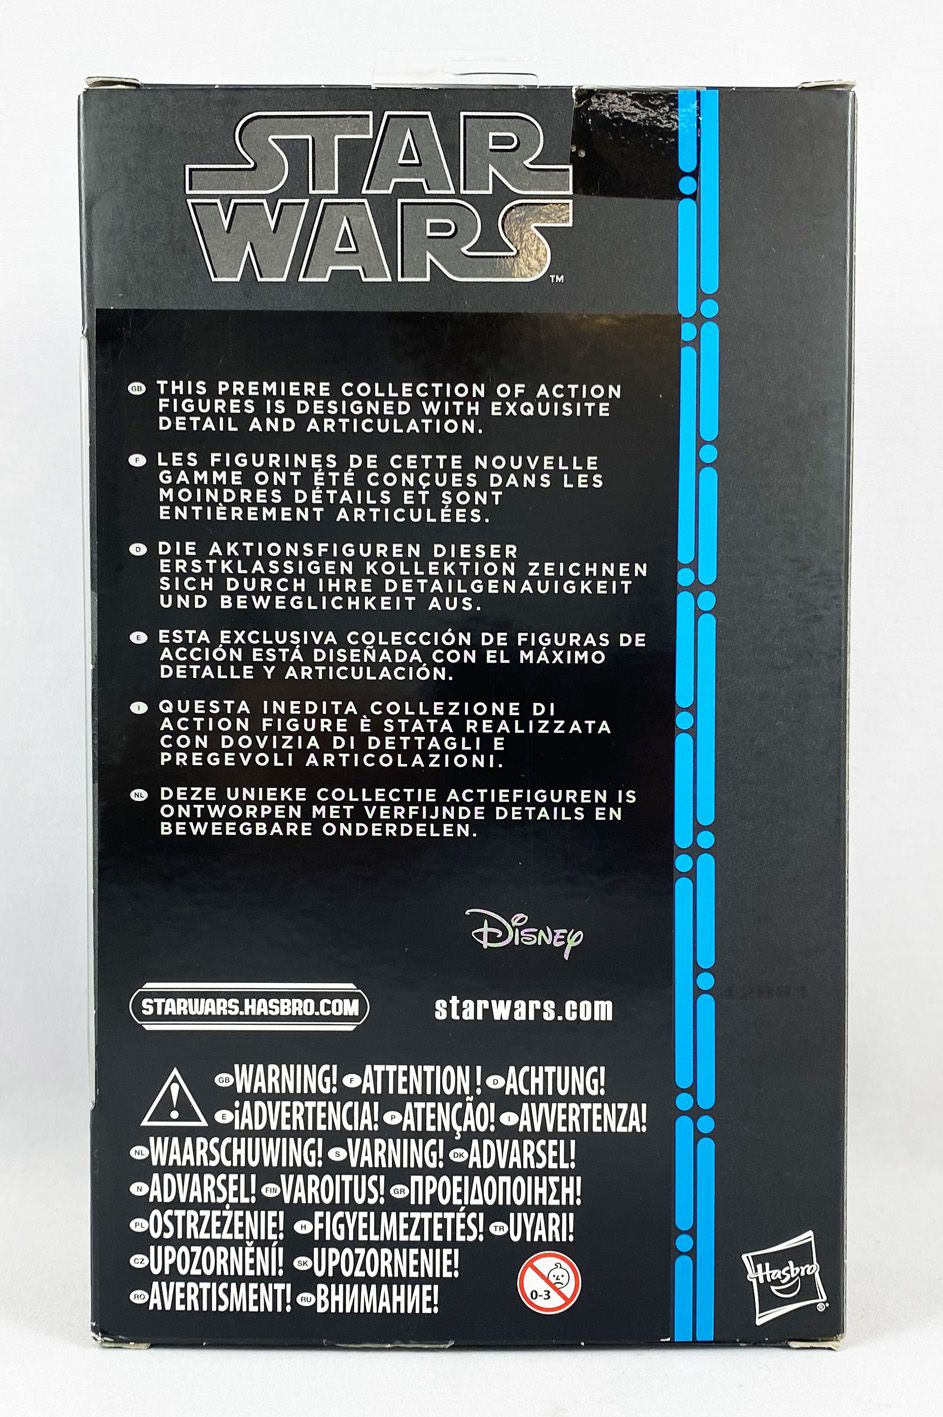 STAR
WARS™
GB THIS PREMIERE COLLECTION OF ACTION
FIGURES IS DESIGNED WITH EXQUISITE
DETAIL AND ARTICULATION.
F LES FIGURINES DE CETTE NOUVELLE
GAMME ONT ÉTÉ CONÇUES DANS LES
MOINDRES DÉTAILS ET SONT
ENTIÈREMENT ARTICULÉES.
D DIE AKTIONSFIGUREN DIESER
ERSTKLASSIGEN KOLLEKTION ZEICHNEN
SICH DURCH IHRE DETAILGENAUIGKEIT
UND BEWEGLICHKEIT AUS.
E ESTA EXCLUSIVA COLECCIÓN DE FIGURAS DE
ACCIÓN ESTÁ DISEÑADA CON EL MÁXIMO
DETALLE Y ARTICULACIÓN.
I QUESTA INEDITA COLLEZIONE DI
ACTION FIGURE È STATA REALIZZATA
CON DOVIZIA DI DETTAGLI E
PREGEVOLI ARTICOLAZIONI.
NL DEZE UNIEKE COLLECTIE ACTIEFIGUREN IS
ONTWORPEN MET VERFIJNDE DETAILS EN
BEWEEGBARE ONDERDELEN.
Disney
STARWARS.HASBRO.COM starwars.com
GB WARNING! F ATTENTION ! D ACHTUNG!
E ¡ADVERTENCIA! P ATENÇÃO! I AVVERTENZA!
NL WAARSCHUWING! S VARNING! DK ADVARSEL!
N ADVARSEL! FIN VAROITUS! GR ΠΡΟΕΙΔΟΠΟΙΗΣΗ!
PL OSTRZEŻENIE! H FIGYELMEZTETÉS! TR UYARI!
CZ UPOZORNĚNÍ! SK UPOZORNENIE!
RO AVERTISMENT! RU ВНИМАНИЕ!
0-3
Hasbro®